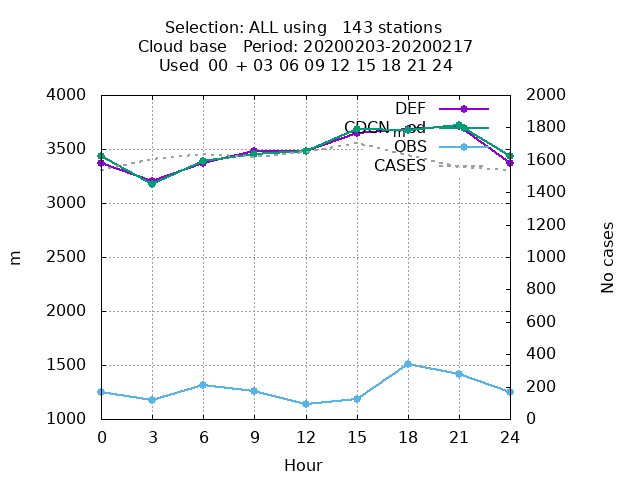 Selection: ALL using   143 stations
Cloud base   Period: 20200203-20200217
Used  00 + 03 06 09 12 15 18 21 24
4000
3500
3000
2500
2000
1500
1000
2000
1800
1600
1400
1200
1000
800
600
400
200
0
DEF
CDCN_mod
OBS
CASES
m
No cases
0 3 6 9 12 15 18 21 24
Hour